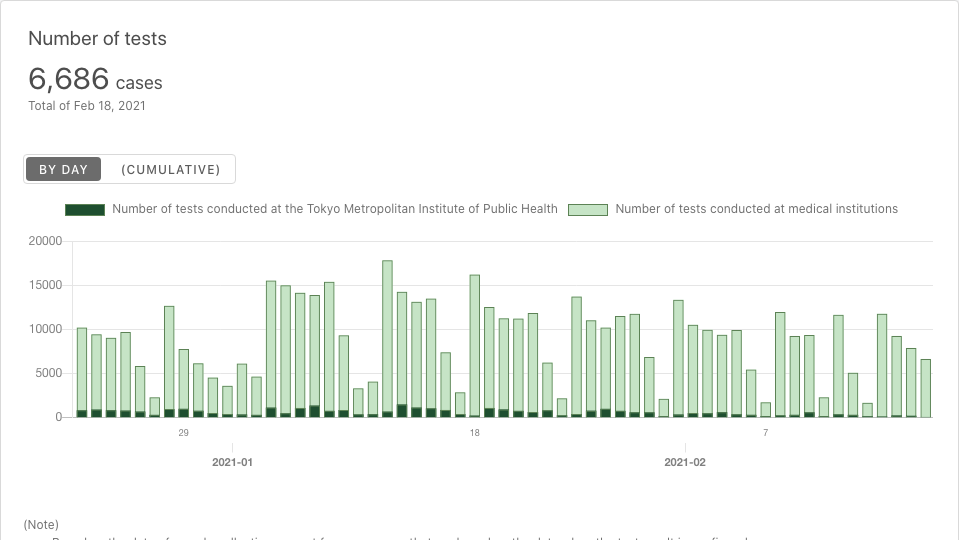 Number of tests
6,686 cases
Total of Feb 18, 2021
BY DAY (CUMULATIVE)
Number of tests conducted at the Tokyo Metropolitan Institute of Public Health Number of tests conducted at medical institutions
20000
15000
10000
5000
0
29 18 7
2021-01 2021-02
(Note)